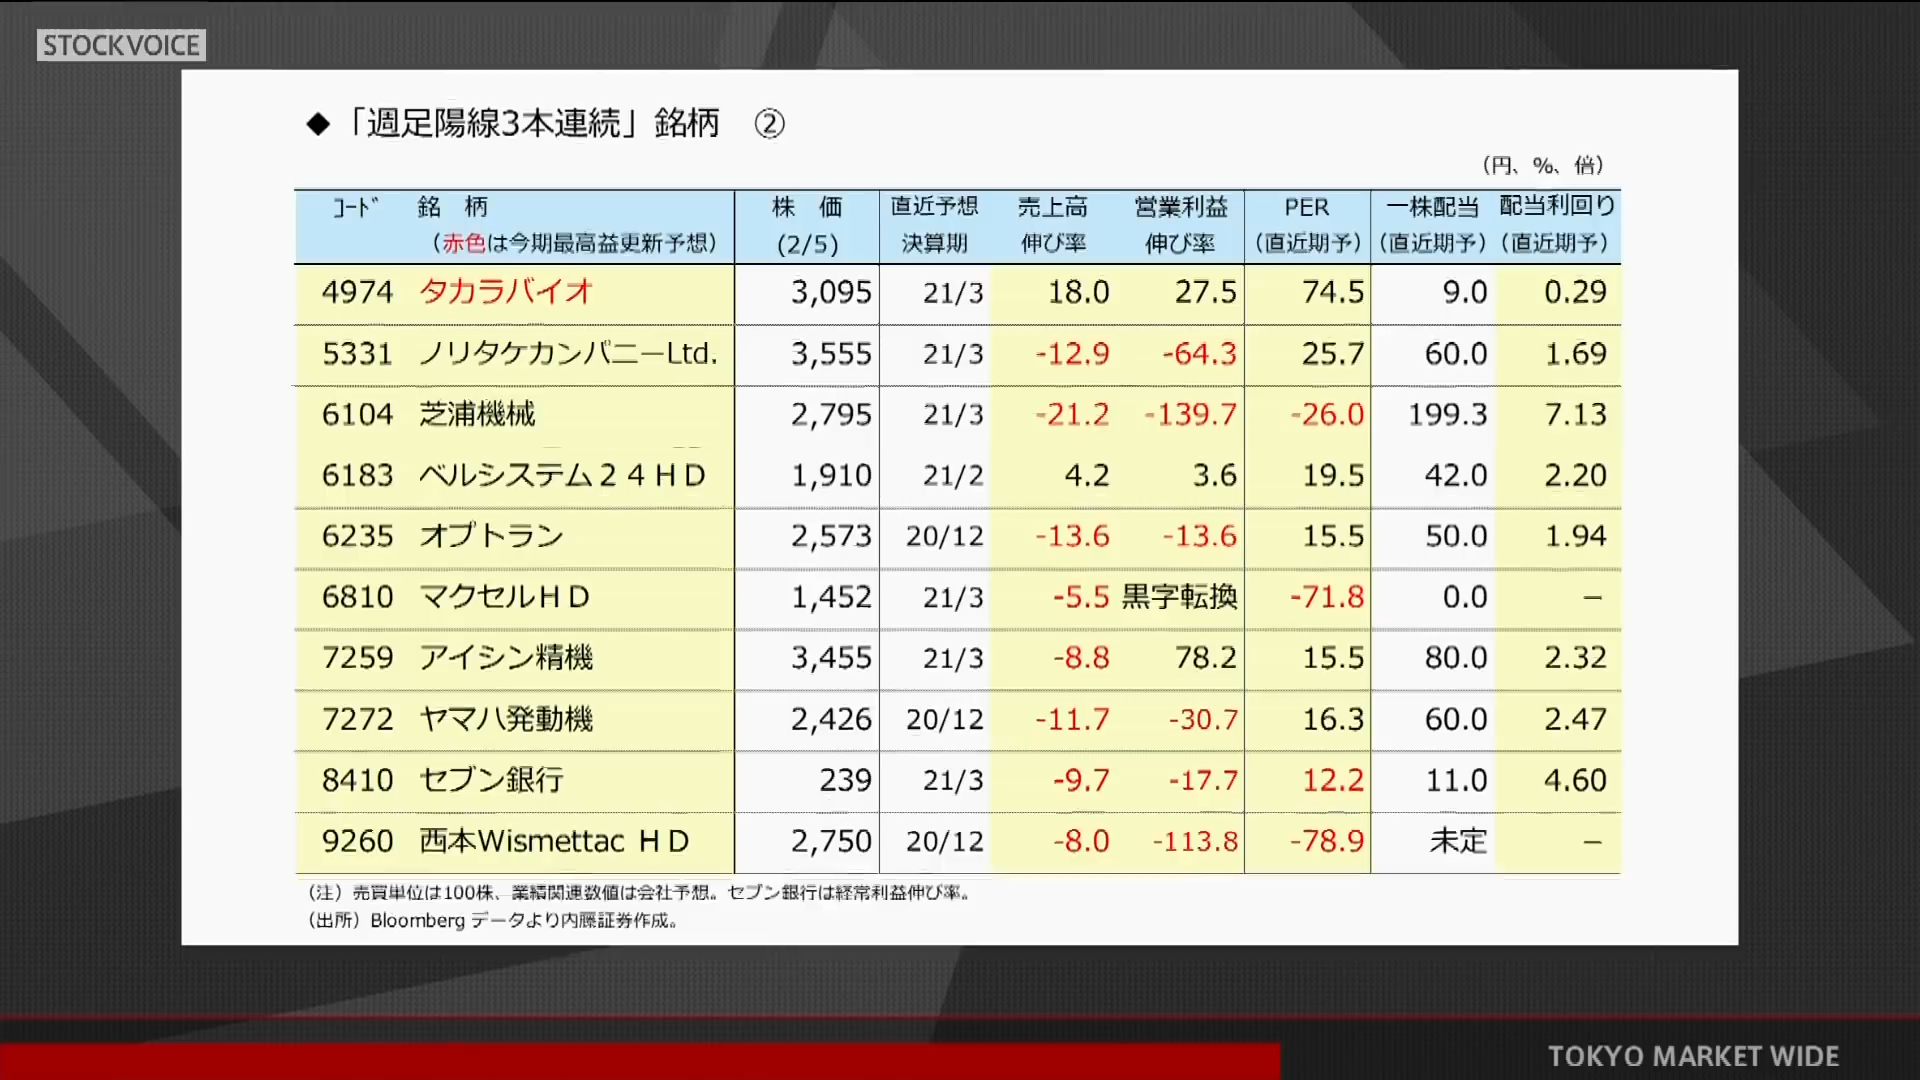 STOCKVOICE
◆「週足陽線3本連続」銘柄　②
（円、%、倍）
ｺｰﾄﾞ 銘　柄 株　価 直近予想 売上高 営業利益 PER 一株配当 配当利回り
（赤色は今期最高益更新予想） (2/5) 決算期 伸び率 伸び率 （直近期予） （直近期予） （直近期予）
4974 タカラバイオ 3,095 21/3 18.0 27.5 74.5 9.0 0.29
5331 ノリタケカンパニーLtd. 3,555 21/3 -12.9 -64.3 25.7 60.0 1.69
6104 芝浦機械 2,795 21/3 -21.2 -139.7 -26.0 199.3 7.13
6183 ベルシステム２４ＨＤ 1,910 21/2 4.2 3.6 19.5 42.0 2.20
6235 オプトラン 2,573 20/12 -13.6 -13.6 15.5 50.0 1.94
6810 マクセルＨＤ 1,452 21/3 -5.5 黒字転換 -71.8 0.0 －
7259 アイシン精機 3,455 21/3 -8.8 78.2 15.5 80.0 2.32
7272 ヤマハ発動機 2,426 20/12 -11.7 -30.7 16.3 60.0 2.47
8410 セブン銀行 239 21/3 -9.7 -17.7 12.2 11.0 4.60
9260 西本Wismettac ＨＤ 2,750 20/12 -8.0 -113.8 -78.9 未定 －
（注）売買単位は100株、業績関連数値は会社予想。セブン銀行は経常利益伸び率。
（出所）Bloomberg データより内藤証券作成。
TOKYO MARKET WIDE